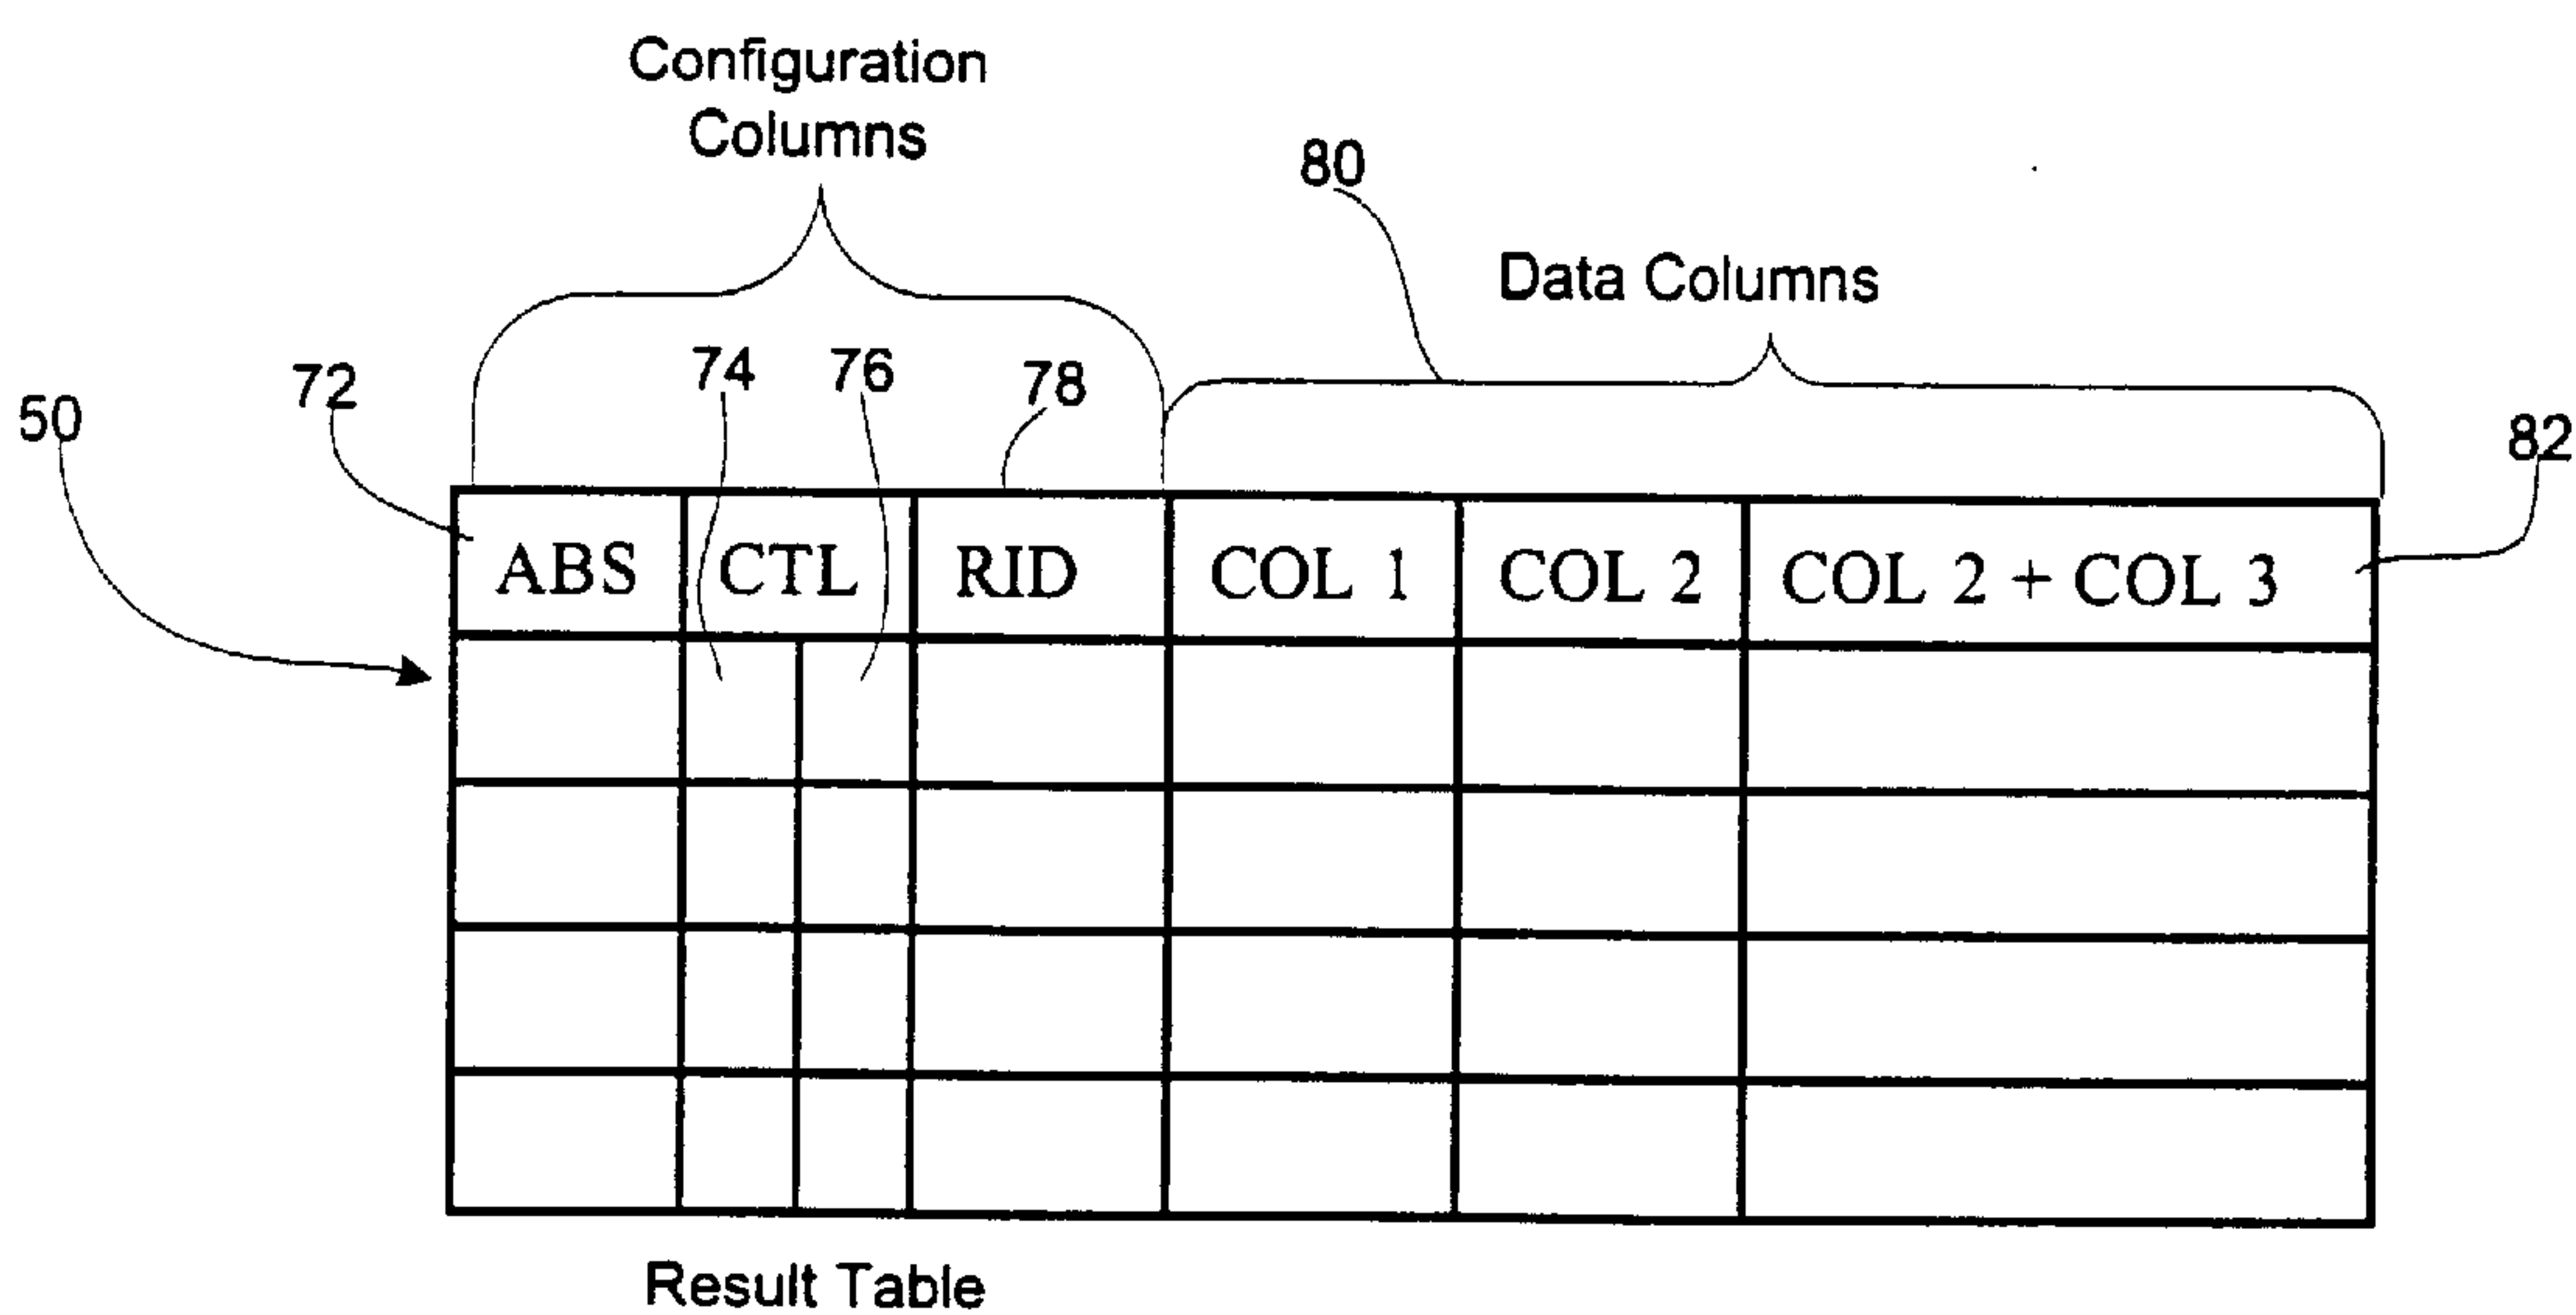 Configuration
Columns
80
Data Columns
74 76 78
72
50
82
ABS CTL RID COL 1 COL 2 COL 2 + COL 3
Result Table